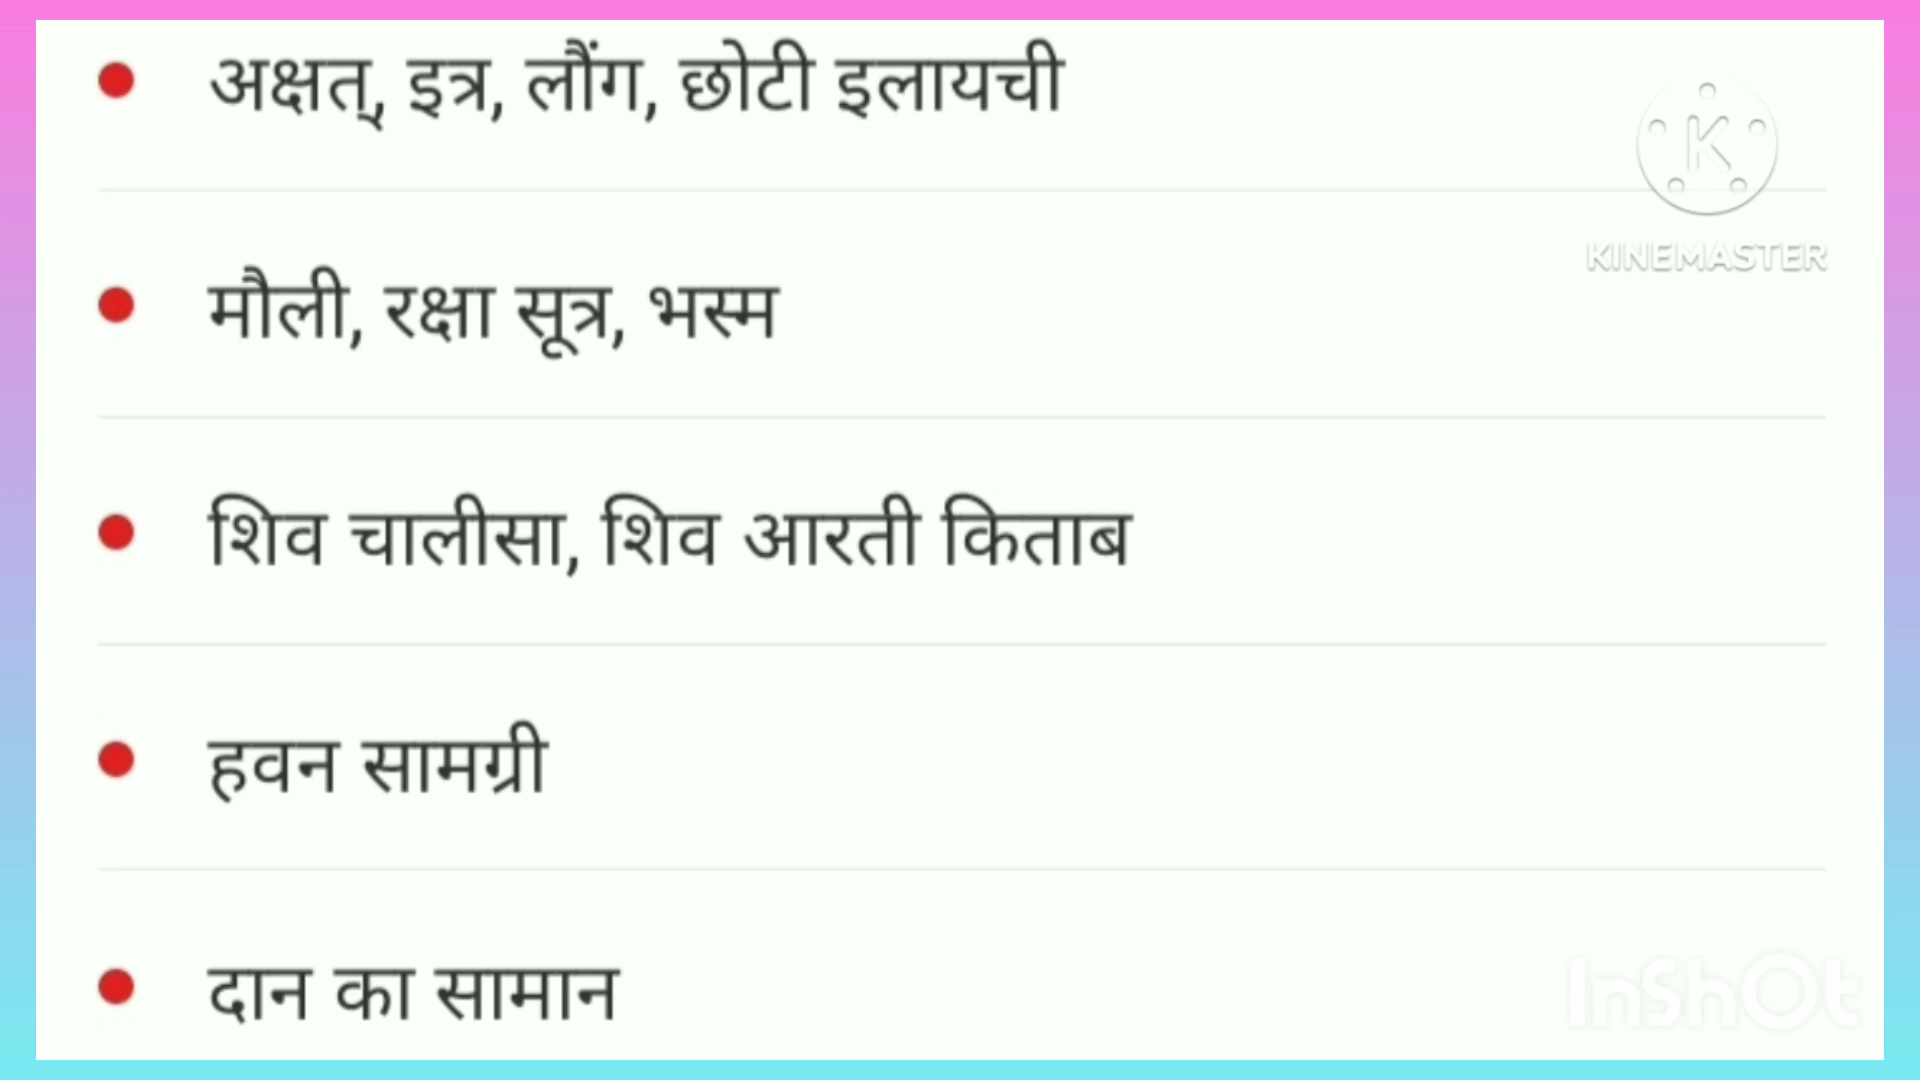 अक्षत्, इत्र, लौंग, छोटी इलायची
K
KINEMASTER
मौली, रक्षा सूत्र, भस्म
शिव चालीसा, शिव आरती किताब
हवन सामग्री
दान का सामान
InShOt